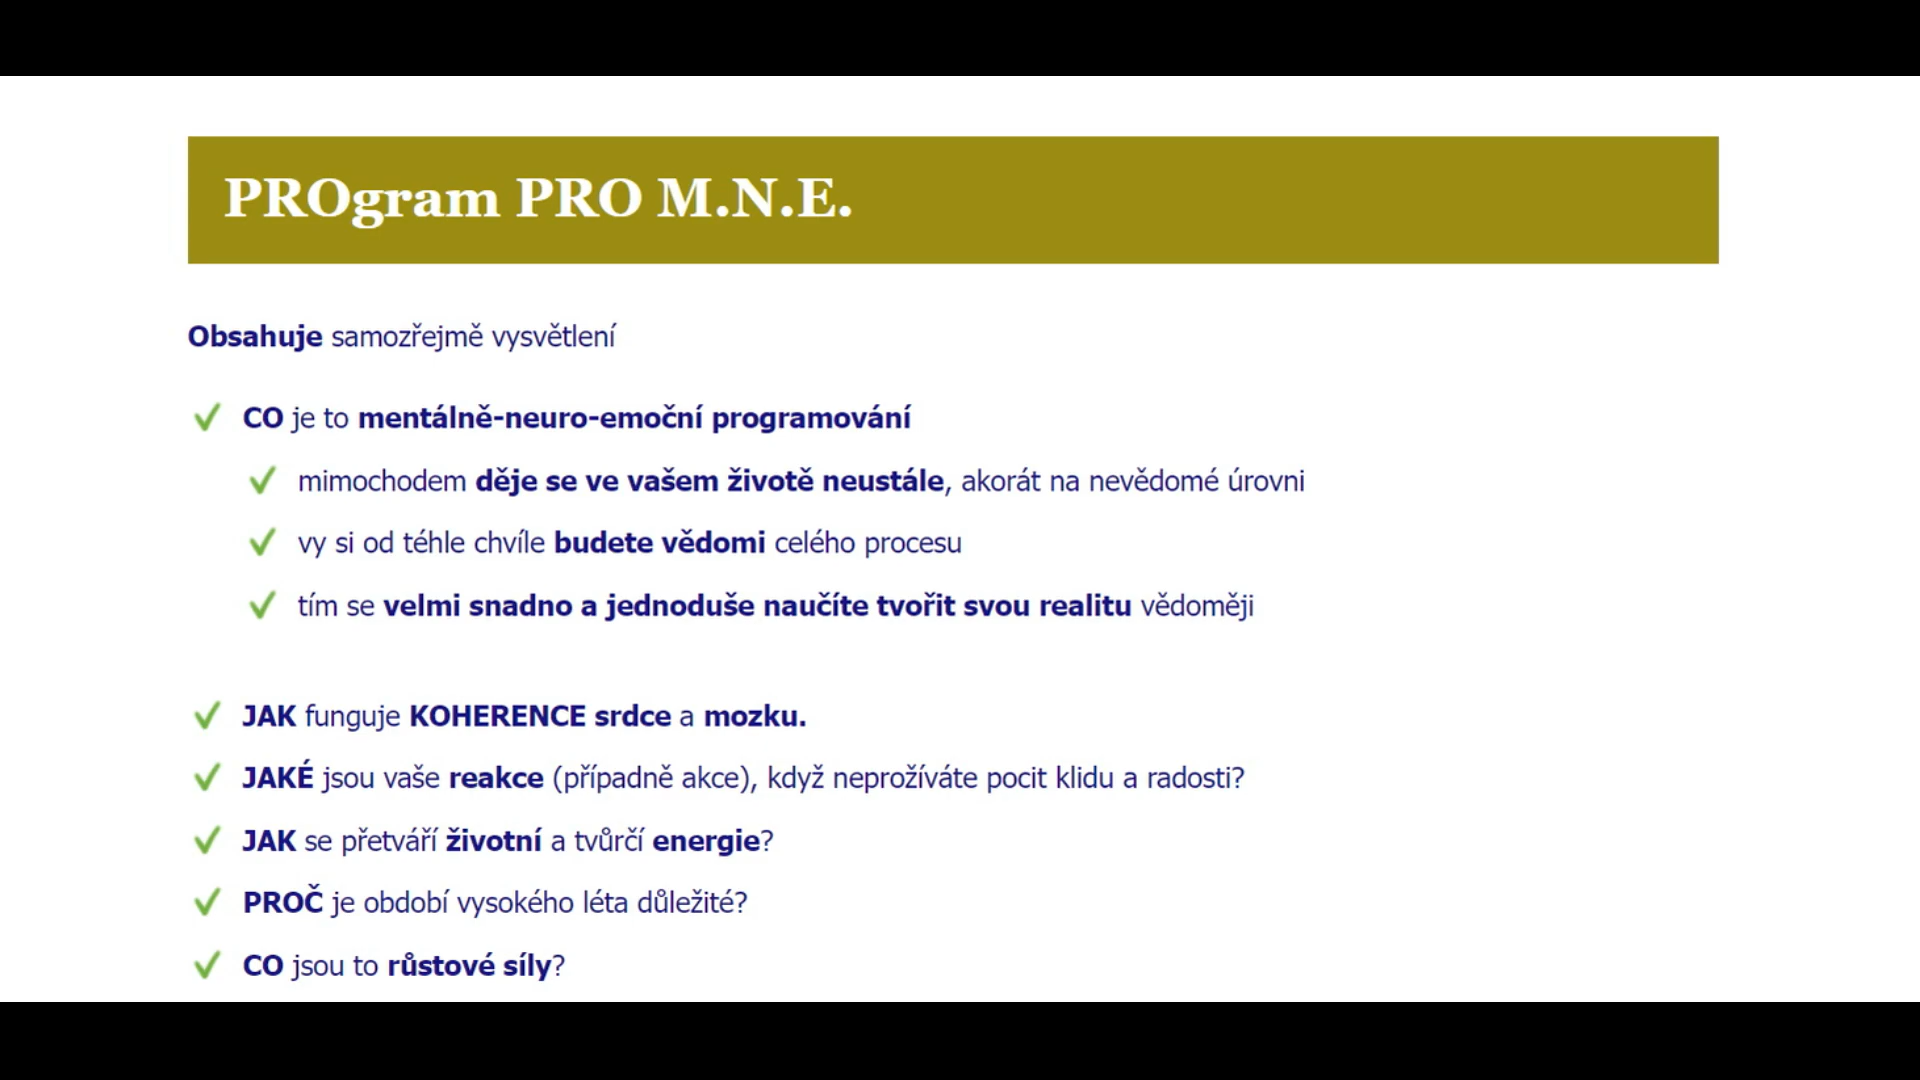 PROgram PRO M.N.E.
Obsahuje samozřejmě vysvětlení
CO je to mentálně-neuro-emoční programování
mimochodem děje se ve vašem životě neustále, akorát na nevědomé úrovni
vy si od téhle chvíle budete vědomi celého procesu
tím se velmi snadno a jednoduše naučíte tvořit svou realitu vědoměji
JAK funguje KOHERENCE srdce a mozku.
JAKÉ jsou vaše reakce (případně akce), když neprožíváte pocit klidu a radosti?
JAK se přetváří životní a tvůrčí energie?
PROČ je období vysokého léta důležité?
CO jsou to růstové síly?